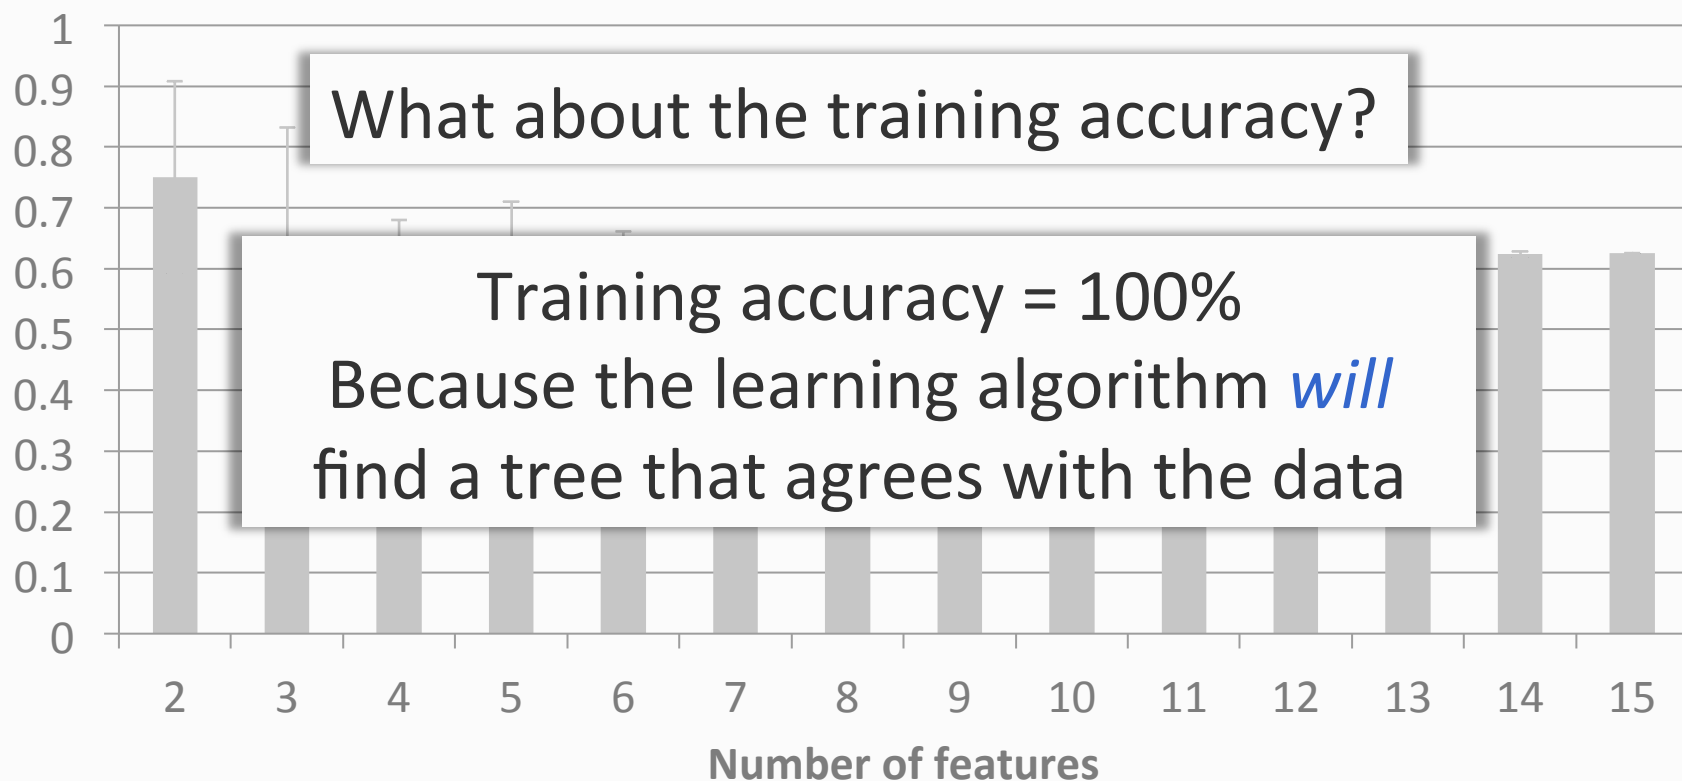 1
0.9
0.8
0.7
0.6
0.5
0.4
0.3
0.2
0.1
0
What about the training accuracy?
Training accuracy = 100%
Because the learning algorithm will
find a tree that agrees with the data
2 3 4 5 6 7 8 9 10 11 12 13 14 15
Number of features